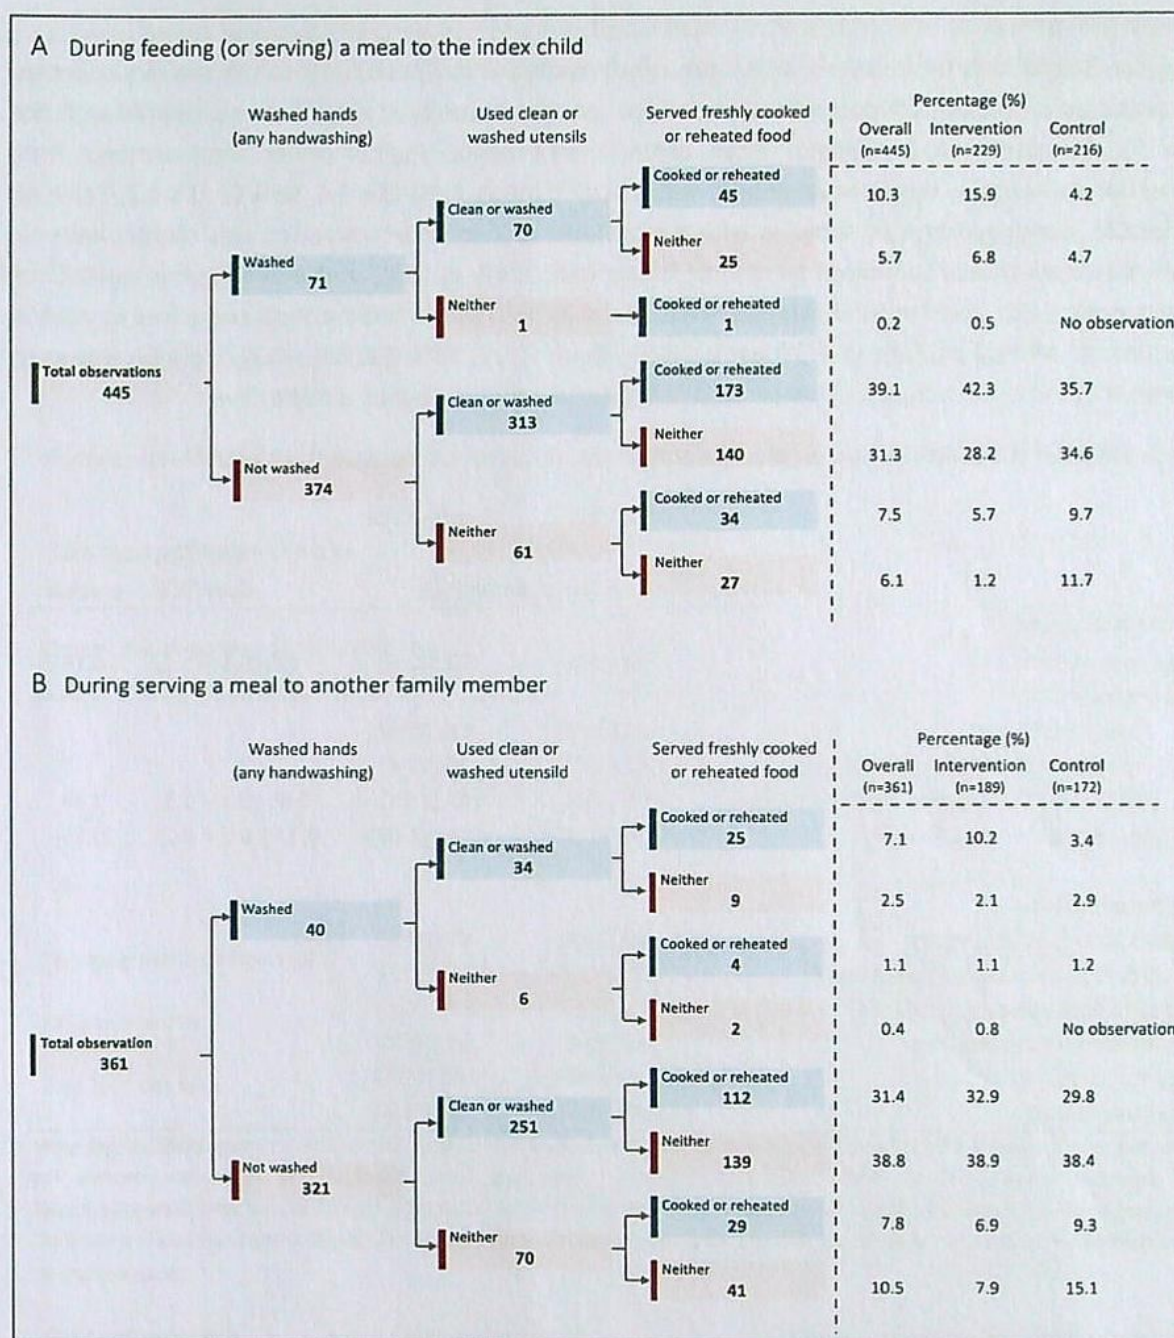 A During feeding (or serving) a meal to the index child
Percentage (%)
Washed hands
(any handwashing)
Used clean or
washed utensils
Served freshly cooked
or reheated food
Overall Intervention Control
(n=445) (n=229) (n=216)
Cooked or reheated
45 10.3 15.9 4.2
Clean or washed
70
Neither
25 5.7 6.8 4.7
Washed
71
Neither
1
Cooked or reheated
1 0.2 0.5 No observation
Total observations
445
Cooked or reheated
173 39.1 42.3 35.7
Clean or washed
313
Neither
140 31.3 28.2 34.6
Not washed
374
Cooked or reheated
34 7.5 5.7 9.7
Neither
61
Neither
27 6.1 1.2 11.7
B During serving a meal to another family member
Percentage (%)
Washed hands
(any handwashing)
Used clean or
washed utensild
Served freshly cooked
or reheated food
Overall Intervention Control
(n=361) (n=189) (n=172)
Cooked or reheated
25 7.1 10.2 3.4
Clean or washed
34
Neither
9 2.5 2.1 2.9
Washed
40
Cooked or reheated
4 1.1 1.1 1.2
Neither
6
Neither
2 0.4 0.8 No observation
Total observation
361
Cooked or reheated
112 31.4 32.9 29.8
Clean or washed
251
Neither
139 38.8 38.9 38.4
Not washed
321
Cooked or reheated
29 7.8 6.9 9.3
Neither
70
Neither
41 10.5 7.9 15.1